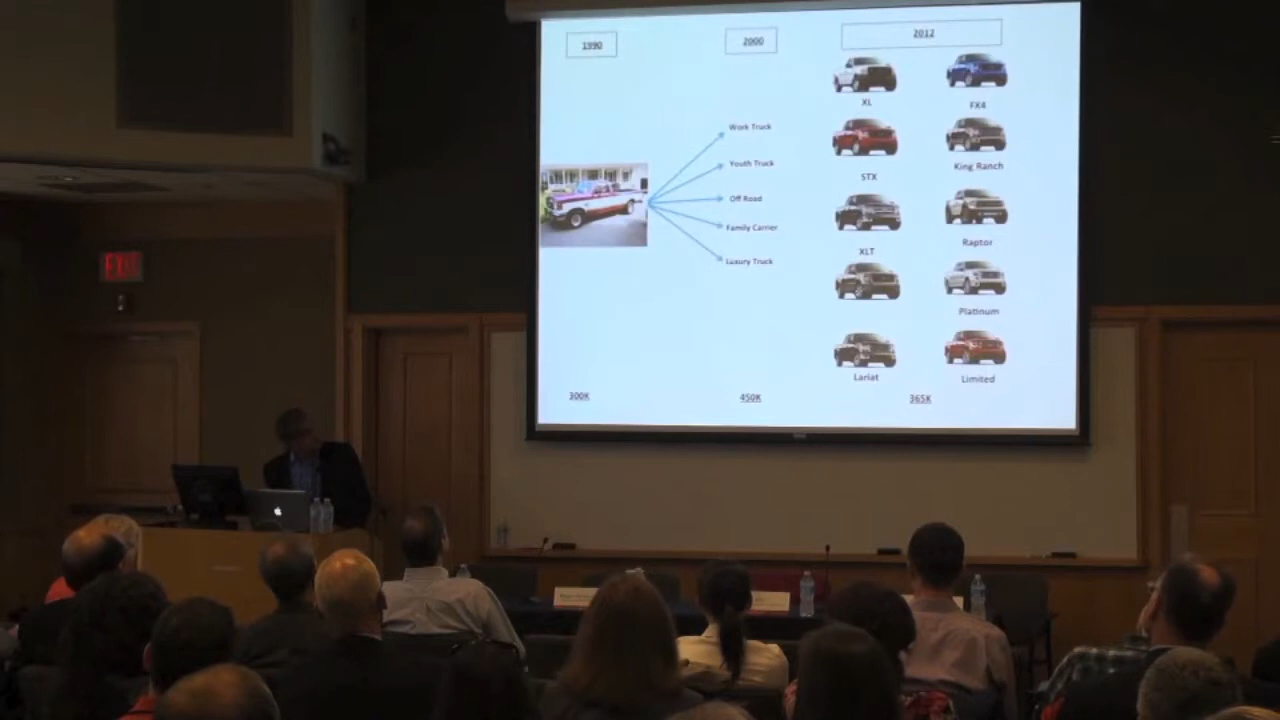 1990
2000
2012
XL
FX4
Work Truck
STX
King Ranch
Youth Truck
Off Road
Family Carrier
XLT
Raptor
Luxury Truck
Platinum
Lariat
Limited
300K
450K
365K
EXIT